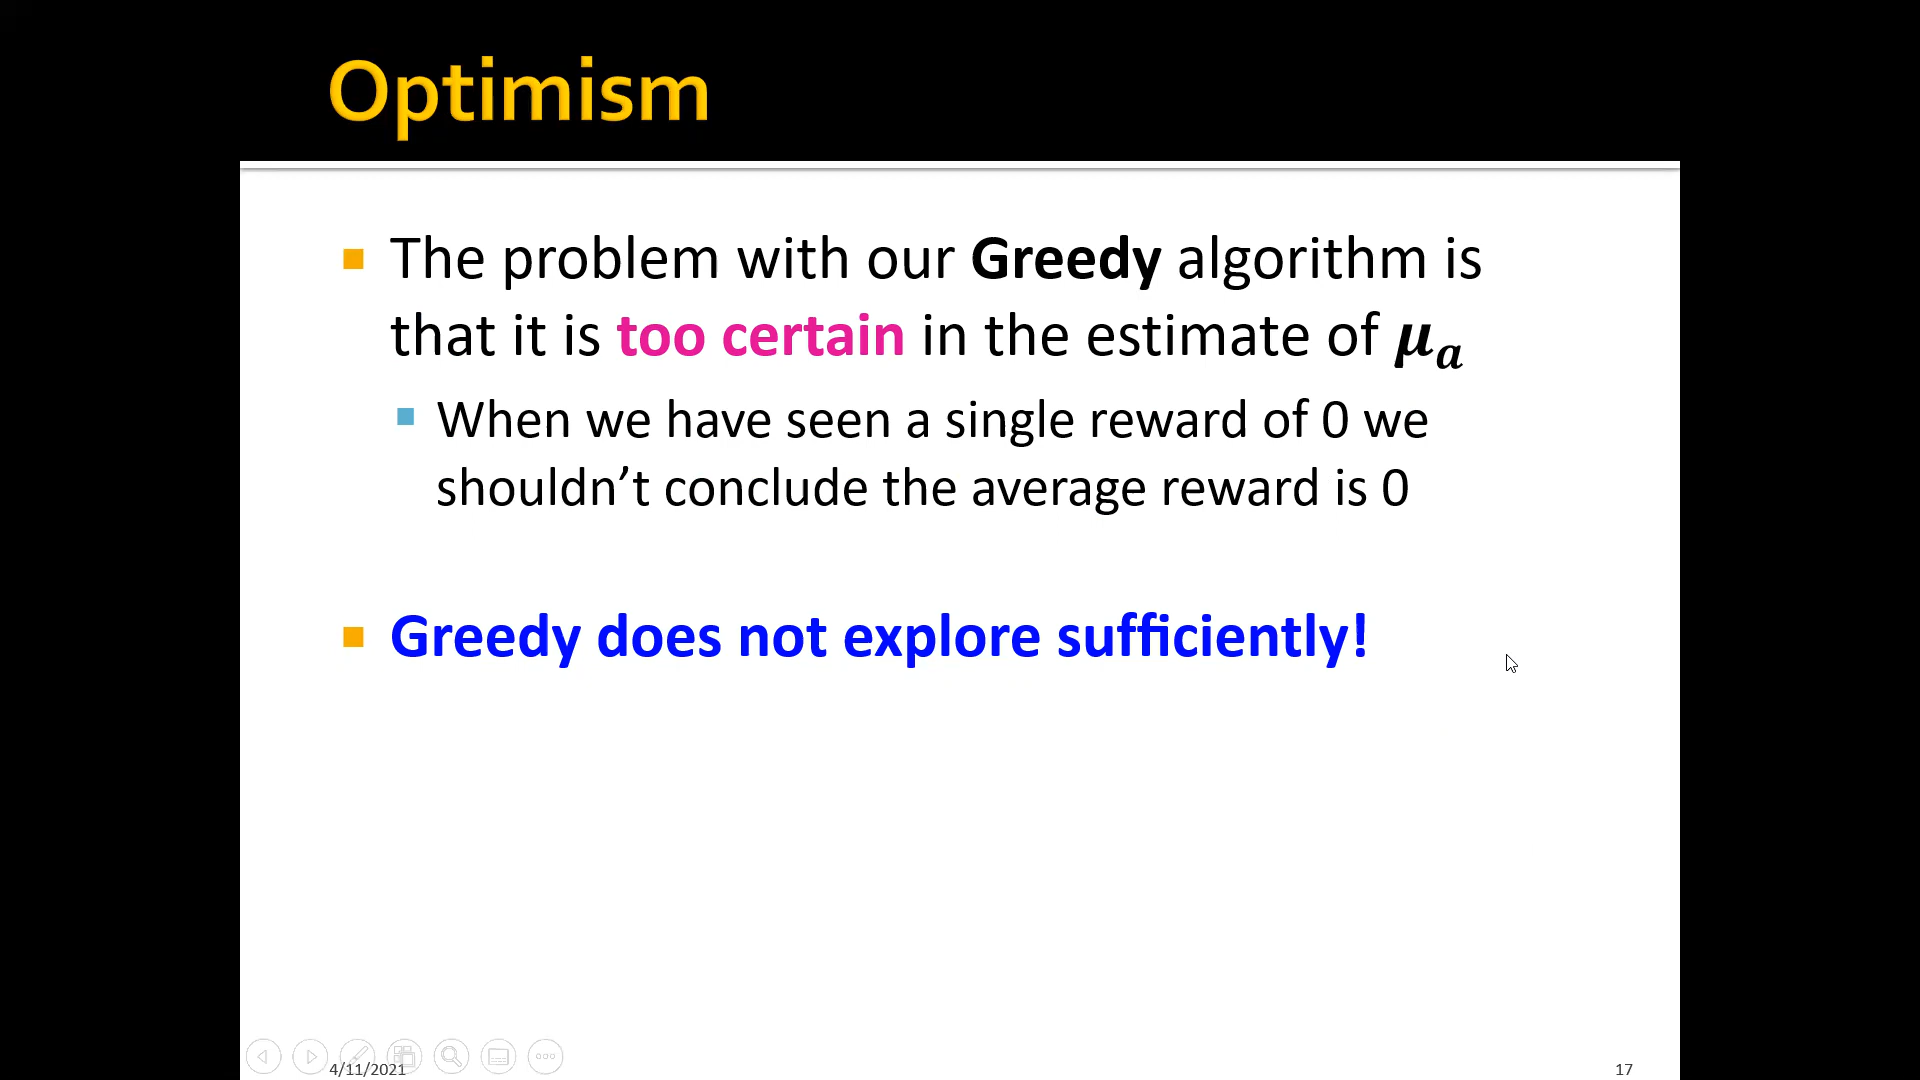 Optimism
The problem with our Greedy algorithm is
that it is too certain in the estimate of μₐ
When we have seen a single reward of 0 we
shouldn’t conclude the average reward is 0
Greedy does not explore sufficiently!
4/11/2021
17